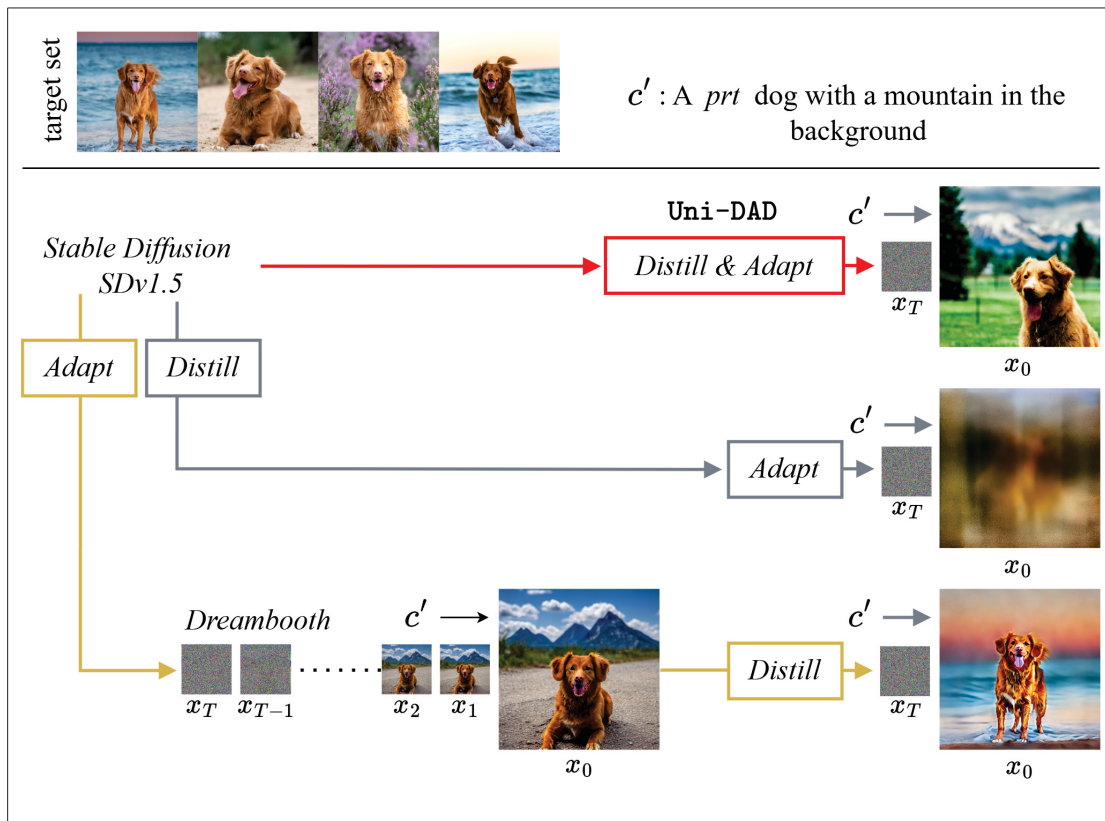 target set
c′ : A prt dog with a mountain in the
background
Uni-DAD
c′
Stable Diffusion
SDv1.5
Distill & Adapt
x_T
x_0
Adapt
Distill
c′
Adapt
x_T
x_0
Dreambooth
c′
c′
Distill
x_T
x_{T−1}
x_2
x_1
x_T
x_0
x_0